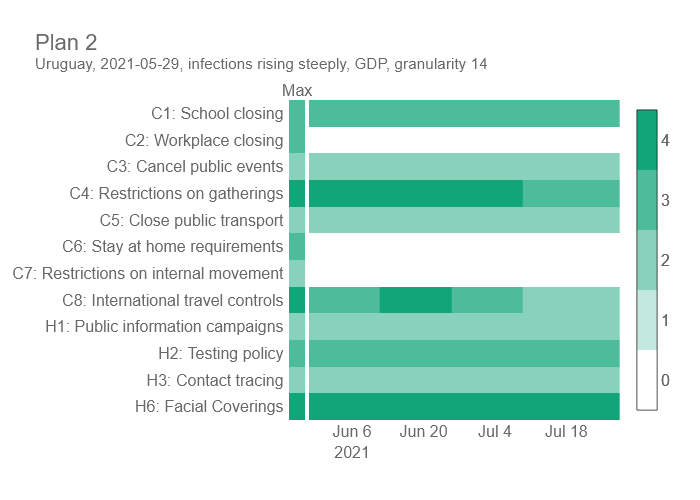 Plan 2
Uruguay, 2021-05-29, infections rising steeply, GDP, granularity 14
Max
C1: School closing
C2: Workplace closing
C3: Cancel public events
C4: Restrictions on gatherings
C5: Close public transport
C6: Stay at home requirements
C7: Restrictions on internal movement
C8: International travel controls
H1: Public information campaigns
H2: Testing policy
H3: Contact tracing
H6: Facial Coverings
Jun 6 Jun 20 Jul 4 Jul 18
2021
4
3
2
1
0